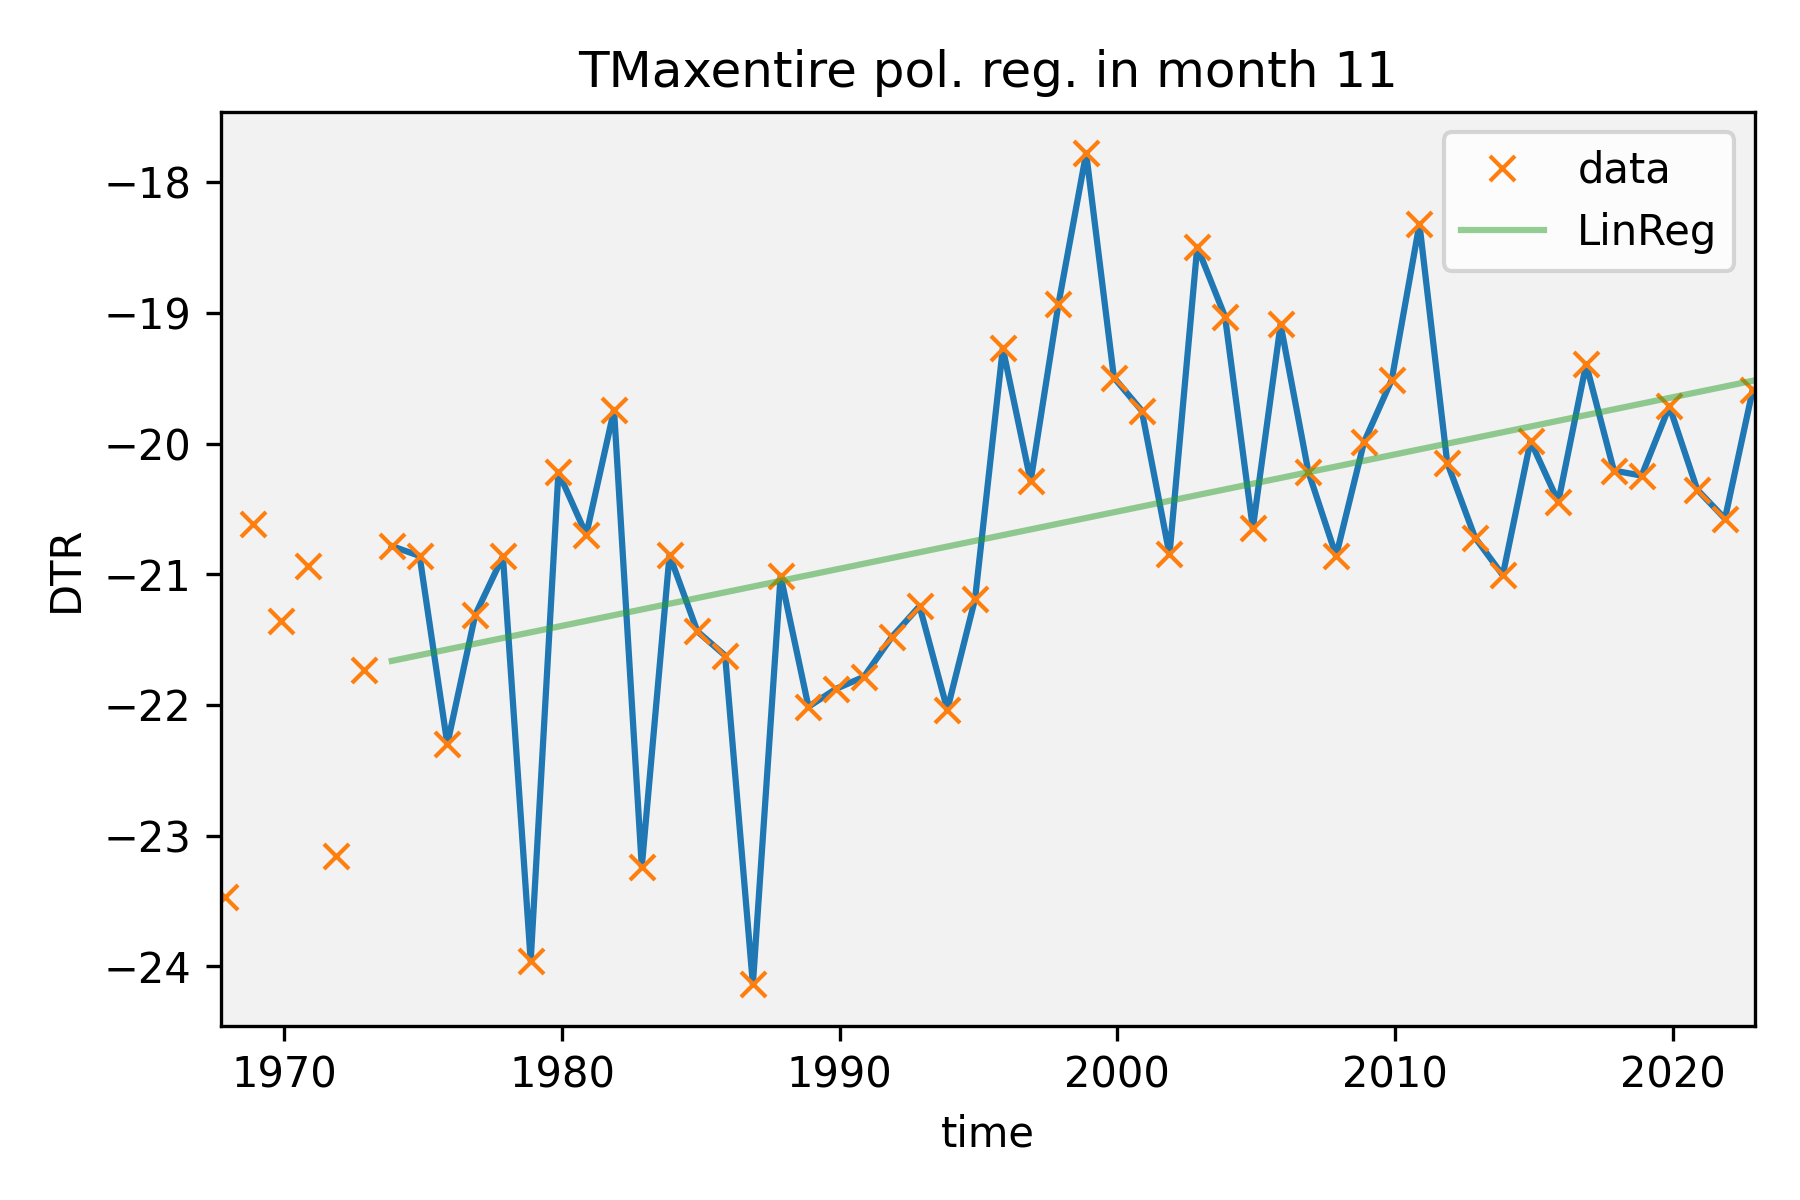 TMaxentire pol. reg. in month 11
data
LinReg
DTR
−18
−19
−20
−21
−22
−23
−24
1970 1980 1990 2000 2010 2020
time